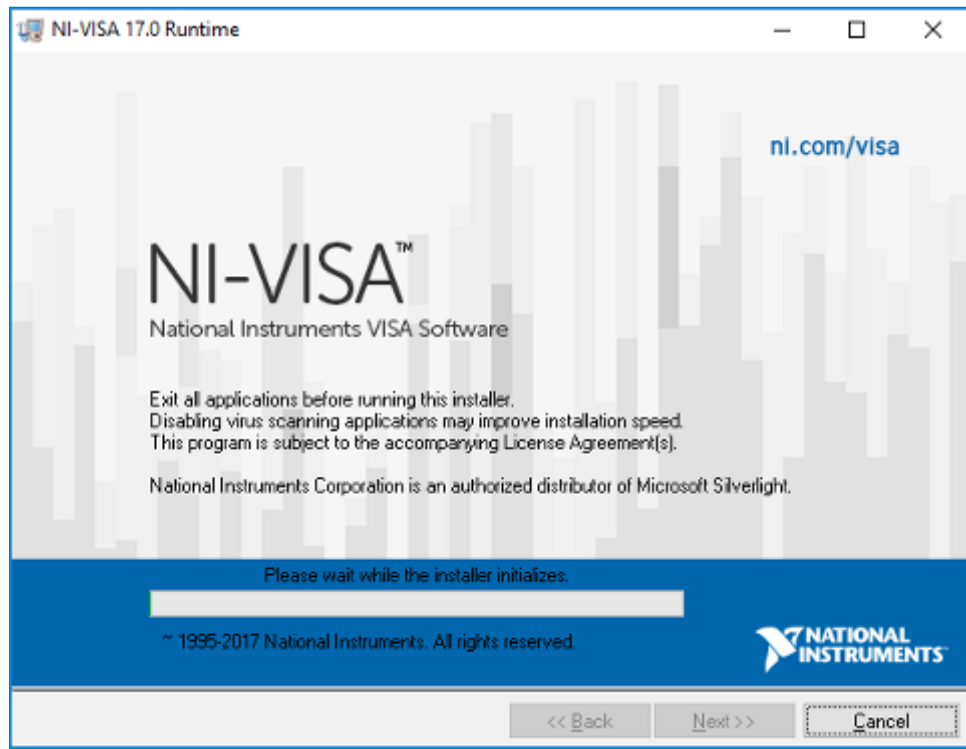 NI-VISA 17.0 Runtime
ni.com/visa
NI-VISA™
National Instruments VISA Software
Exit all applications before running this installer.
Disabling virus scanning applications may improve installation speed.
This program is subject to the accompanying License Agreement(s).
National Instruments Corporation is an authorized distributor of Microsoft Silverlight.
Please wait while the installer initializes.
~ 1995-2017 National Instruments. All rights reserved.
NATIONAL
INSTRUMENTS
<< Back
Next >>
Cancel